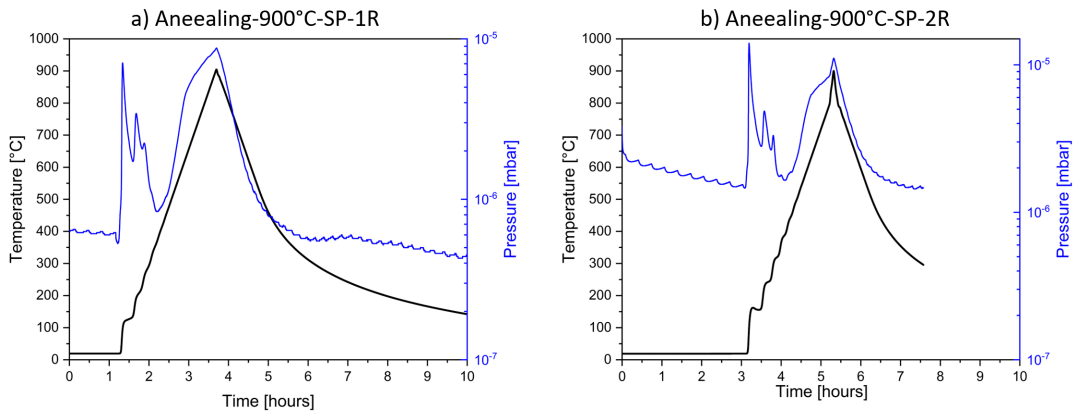 a) Aneealing-900°C-SP-1R
1000
900
800
700
600
500
400
300
200
100
0
Temperature [°C]
0 1 2 3 4 5 6 7 8 9 10
Time [hours]
10⁻⁵
10⁻⁶
10⁻⁷
Pressure [mbar]
b) Aneealing-900°C-SP-2R
1000
900
800
700
600
500
400
300
200
100
0
Temperature [°C]
0 1 2 3 4 5 6 7 8 9 10
Time [hours]
10⁻⁵
10⁻⁶
10⁻⁷
Pressure [mbar]